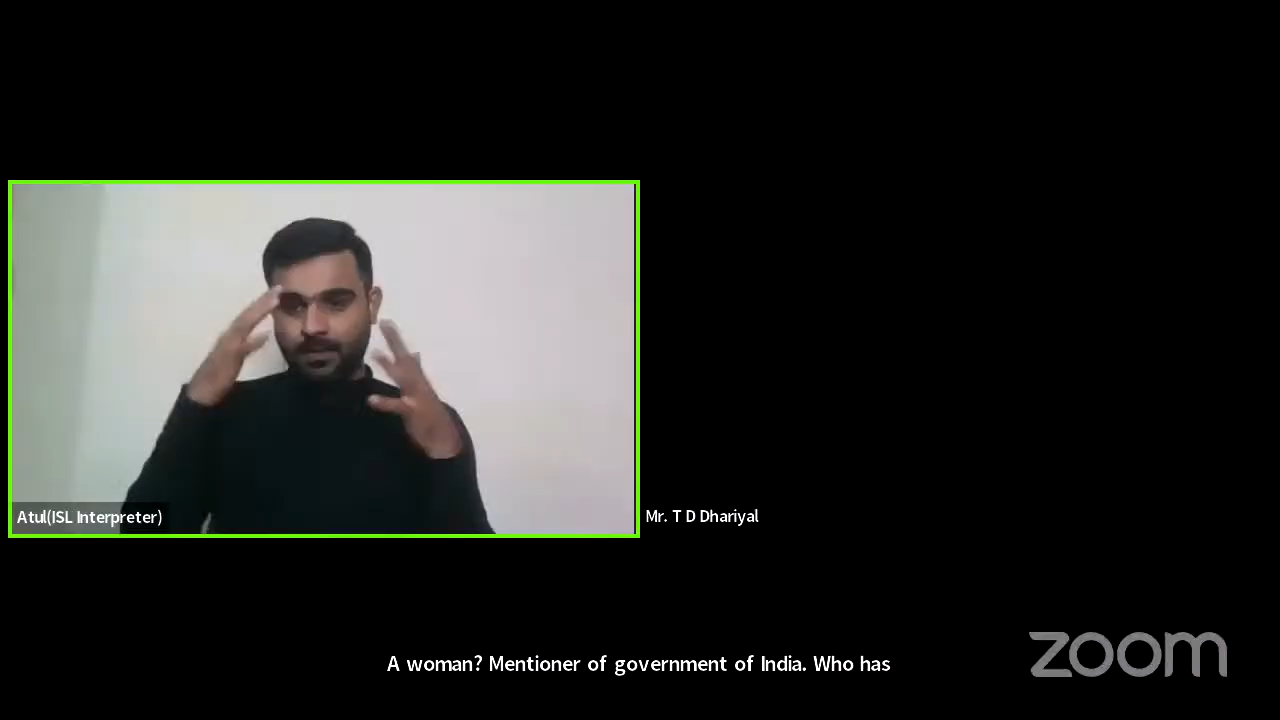 Atul(ISL Interpreter)
Mr. T D Dhariyal
A woman? Mentioner of government of India. Who has
zoom